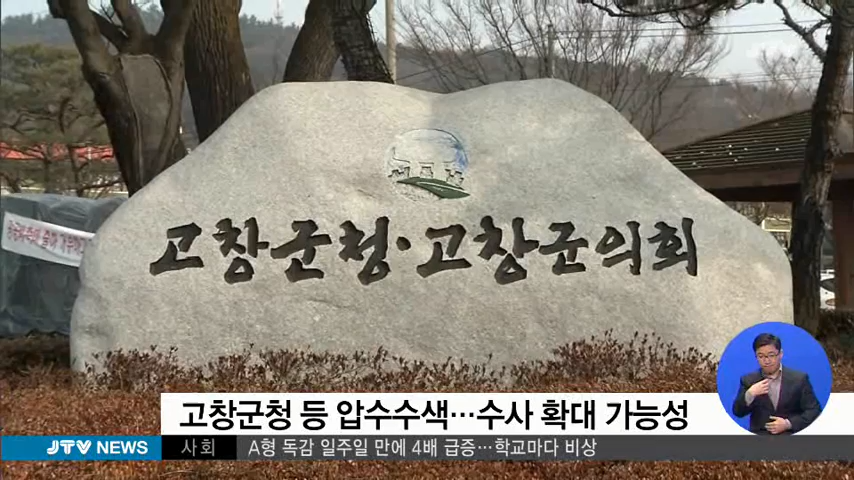 JTV
고창군청·고창군의회
고창군청 등 압수수색...수사 확대 가능성
JTV NEWS
사회
A형 독감 일주일 만에 4배 급증...학교마다 비상